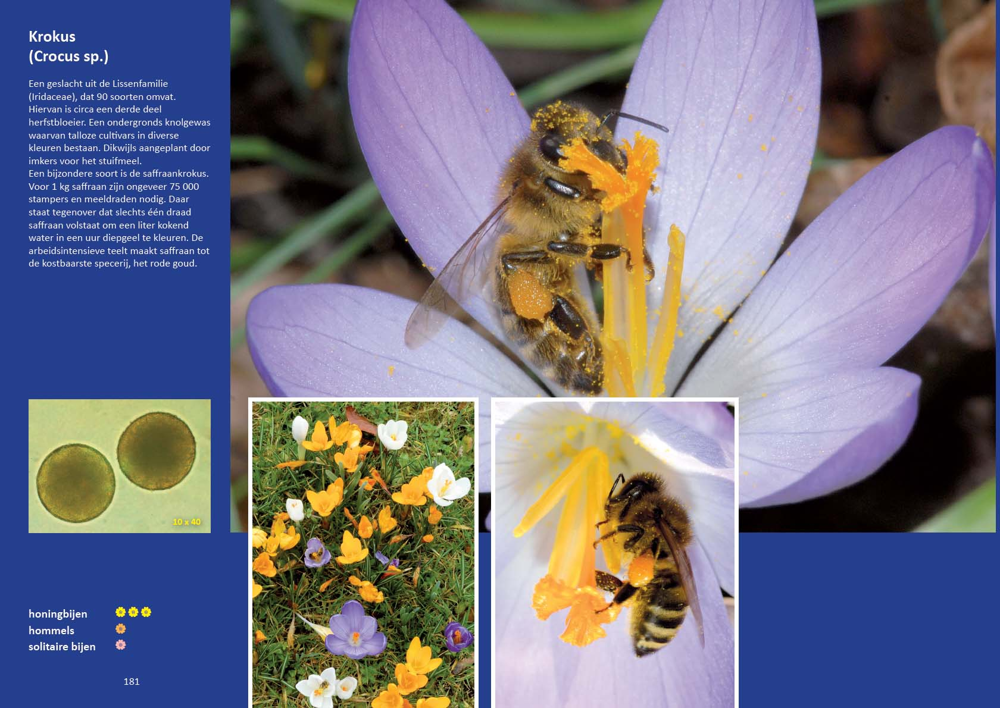 Krokus
(Crocus sp.)
Een geslacht uit de Lissenfamilie
(Iridaceae), dat 90 soorten omvat.
Hiervan is circa een derde deel
herfstbloeier. Een ondergronds knolgewas
waarvan talloze cultivars in diverse
kleuren bestaan. Dikwijls aangeplant door
imkers voor het stuifmeel.
Een bijzondere soort is de saffraankrokus.
Voor 1 kg saffraan zijn ongeveer 75 000
stampers en meeldraden nodig. Daar
staat tegenover dat slechts één draad
saffraan volstaat om een liter kokend
water in een uur diepgeel te kleuren. De
arbeidsintensieve teelt maakt saffraan tot
de kostbaarste specerij, het rode goud.
10 x 40
honingbijen
hommels
solitaire bijen
181